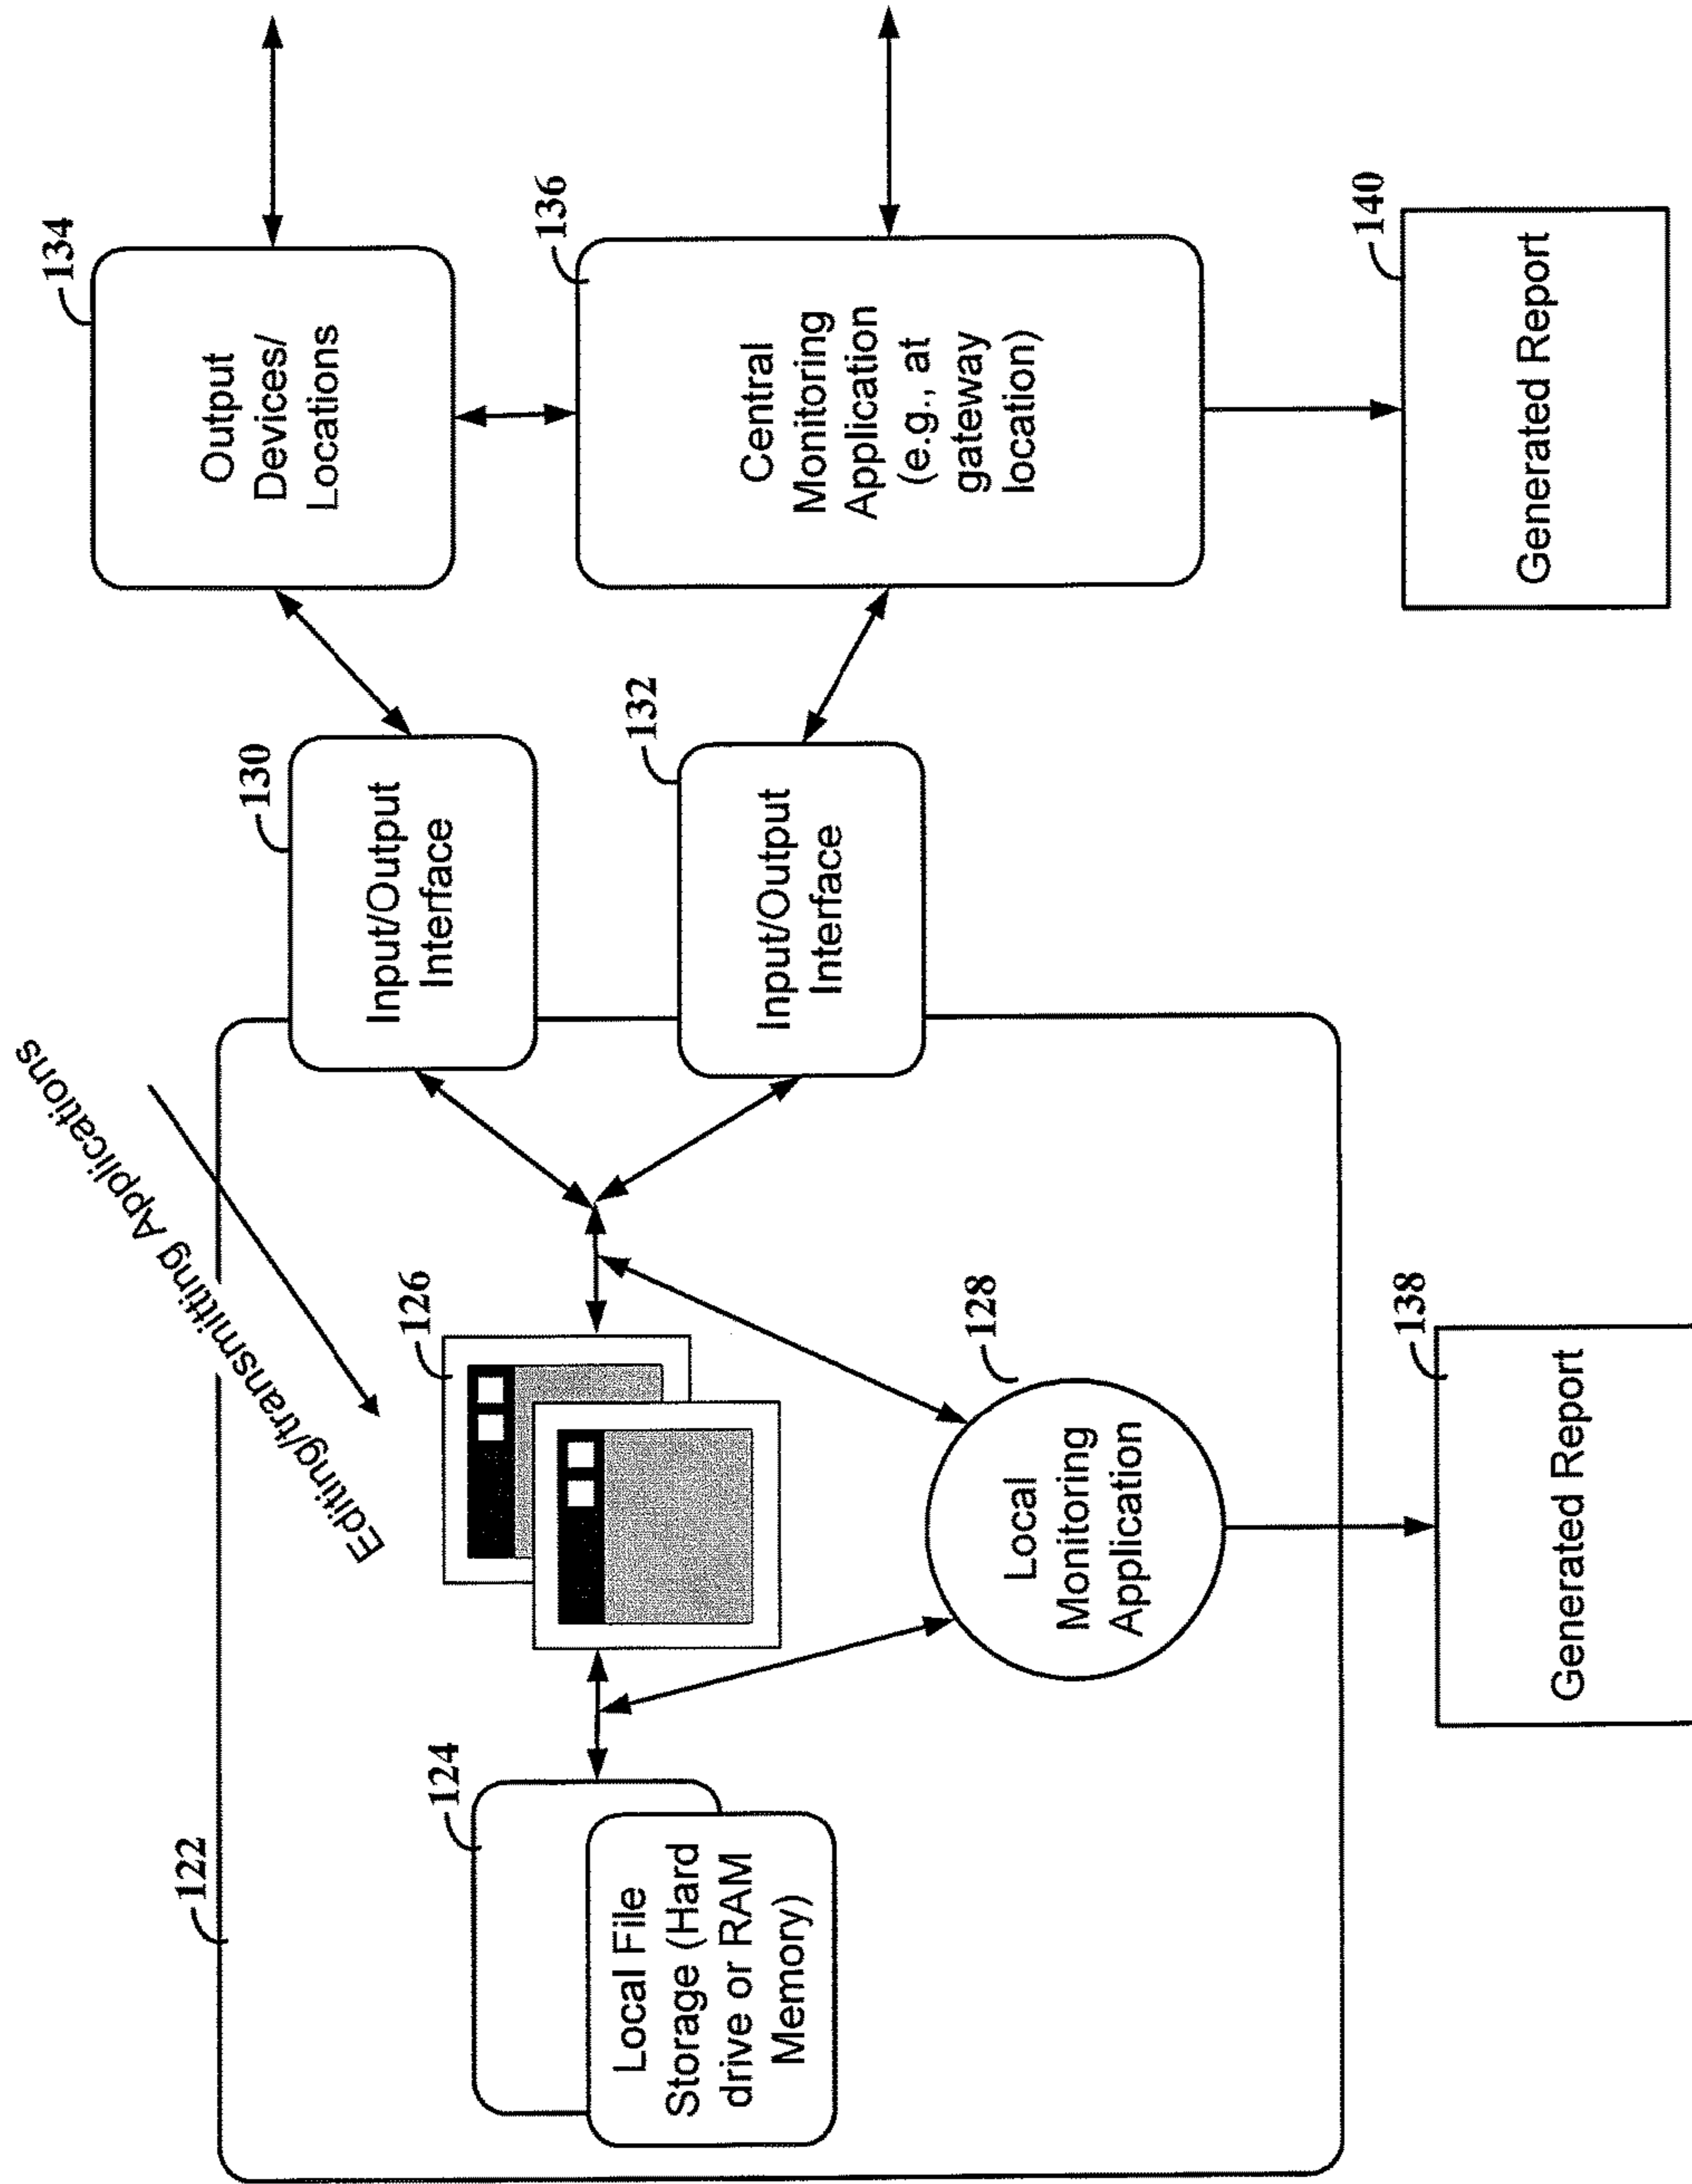 122
124
Local File
Storage (Hard
drive or RAM
Memory)
Editing/transmitting Applications
126
128
Local
Monitoring
Application
130
Input/Output
Interface
132
Input/Output
Interface
134
Output
Devices/
Locations
136
Central
Monitoring
Application
(e.g., at
gateway
location)
138
Generated Report
140
Generated Report